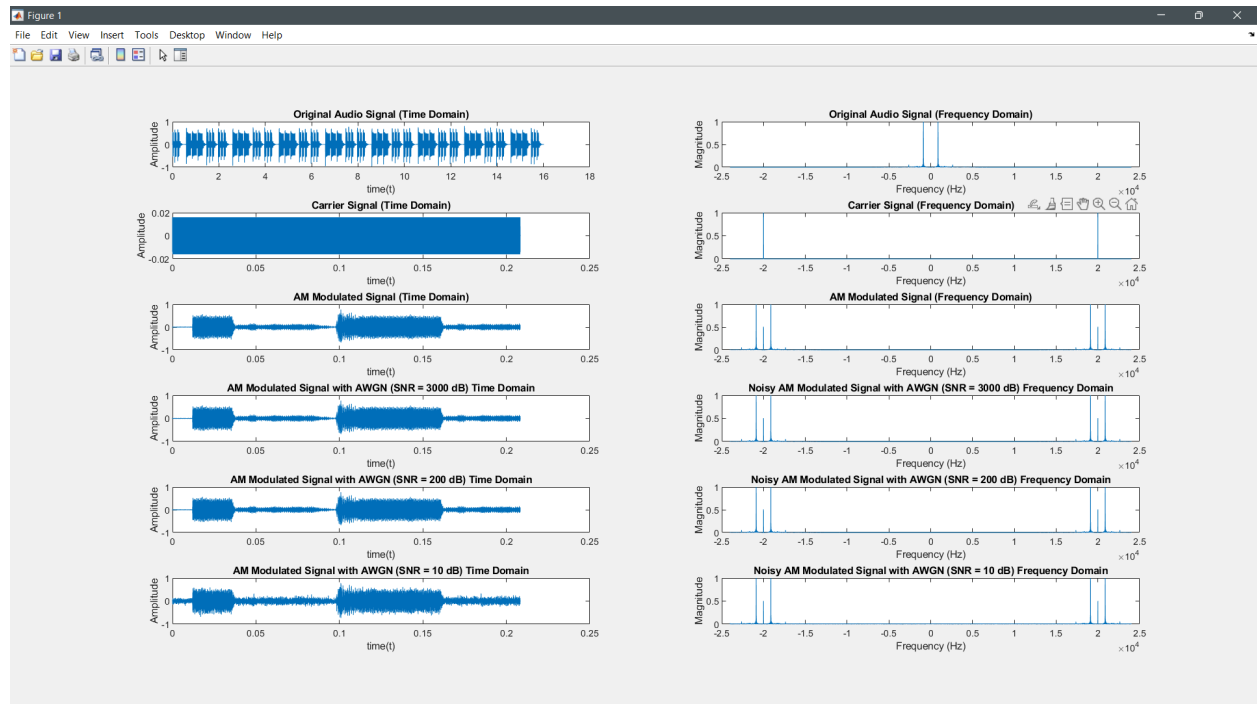 Figure 1
File Edit View Insert Tools Desktop Window Help
Original Audio Signal (Time Domain)
Amplitude
1
0
-1
0 2 4 6 8 10 12 14 16 18
time(t)
Original Audio Signal (Frequency Domain)
Magnitude
1
0.5
0
-2.5 -2 -1.5 -1 -0.5 0 0.5 1 1.5 2 2.5
Frequency (Hz)
×10^4
Carrier Signal (Time Domain)
Amplitude
0.02
0
-0.02
0 0.05 0.1 0.15 0.2 0.25
time(t)
Carrier Signal (Frequency Domain)
Magnitude
1
0.5
0
-2.5 -2 -1.5 -1 -0.5 0 0.5 1 1.5 2 2.5
Frequency (Hz)
×10^4
AM Modulated Signal (Time Domain)
Amplitude
1
0
-1
0 0.05 0.1 0.15 0.2 0.25
time(t)
AM Modulated Signal (Frequency Domain)
Magnitude
1
0.5
0
-2.5 -2 -1.5 -1 -0.5 0 0.5 1 1.5 2 2.5
Frequency (Hz)
×10^4
AM Modulated Signal with AWGN (SNR = 3000 dB) Time Domain
Amplitude
1
0
-1
0 0.05 0.1 0.15 0.2 0.25
time(t)
Noisy AM Modulated Signal with AWGN (SNR = 3000 dB) Frequency Domain
Magnitude
1
0.5
0
-2.5 -2 -1.5 -1 -0.5 0 0.5 1 1.5 2 2.5
Frequency (Hz)
×10^4
AM Modulated Signal with AWGN (SNR = 200 dB) Time Domain
Amplitude
1
0
-1
0 0.05 0.1 0.15 0.2 0.25
time(t)
Noisy AM Modulated Signal with AWGN (SNR = 200 dB) Frequency Domain
Magnitude
1
0.5
0
-2.5 -2 -1.5 -1 -0.5 0 0.5 1 1.5 2 2.5
Frequency (Hz)
×10^4
AM Modulated Signal with AWGN (SNR = 10 dB) Time Domain
Amplitude
1
0
-1
0 0.05 0.1 0.15 0.2 0.25
time(t)
Noisy AM Modulated Signal with AWGN (SNR = 10 dB) Frequency Domain
Magnitude
1
0.5
0
-2.5 -2 -1.5 -1 -0.5 0 0.5 1 1.5 2 2.5
Frequency (Hz)
×10^4